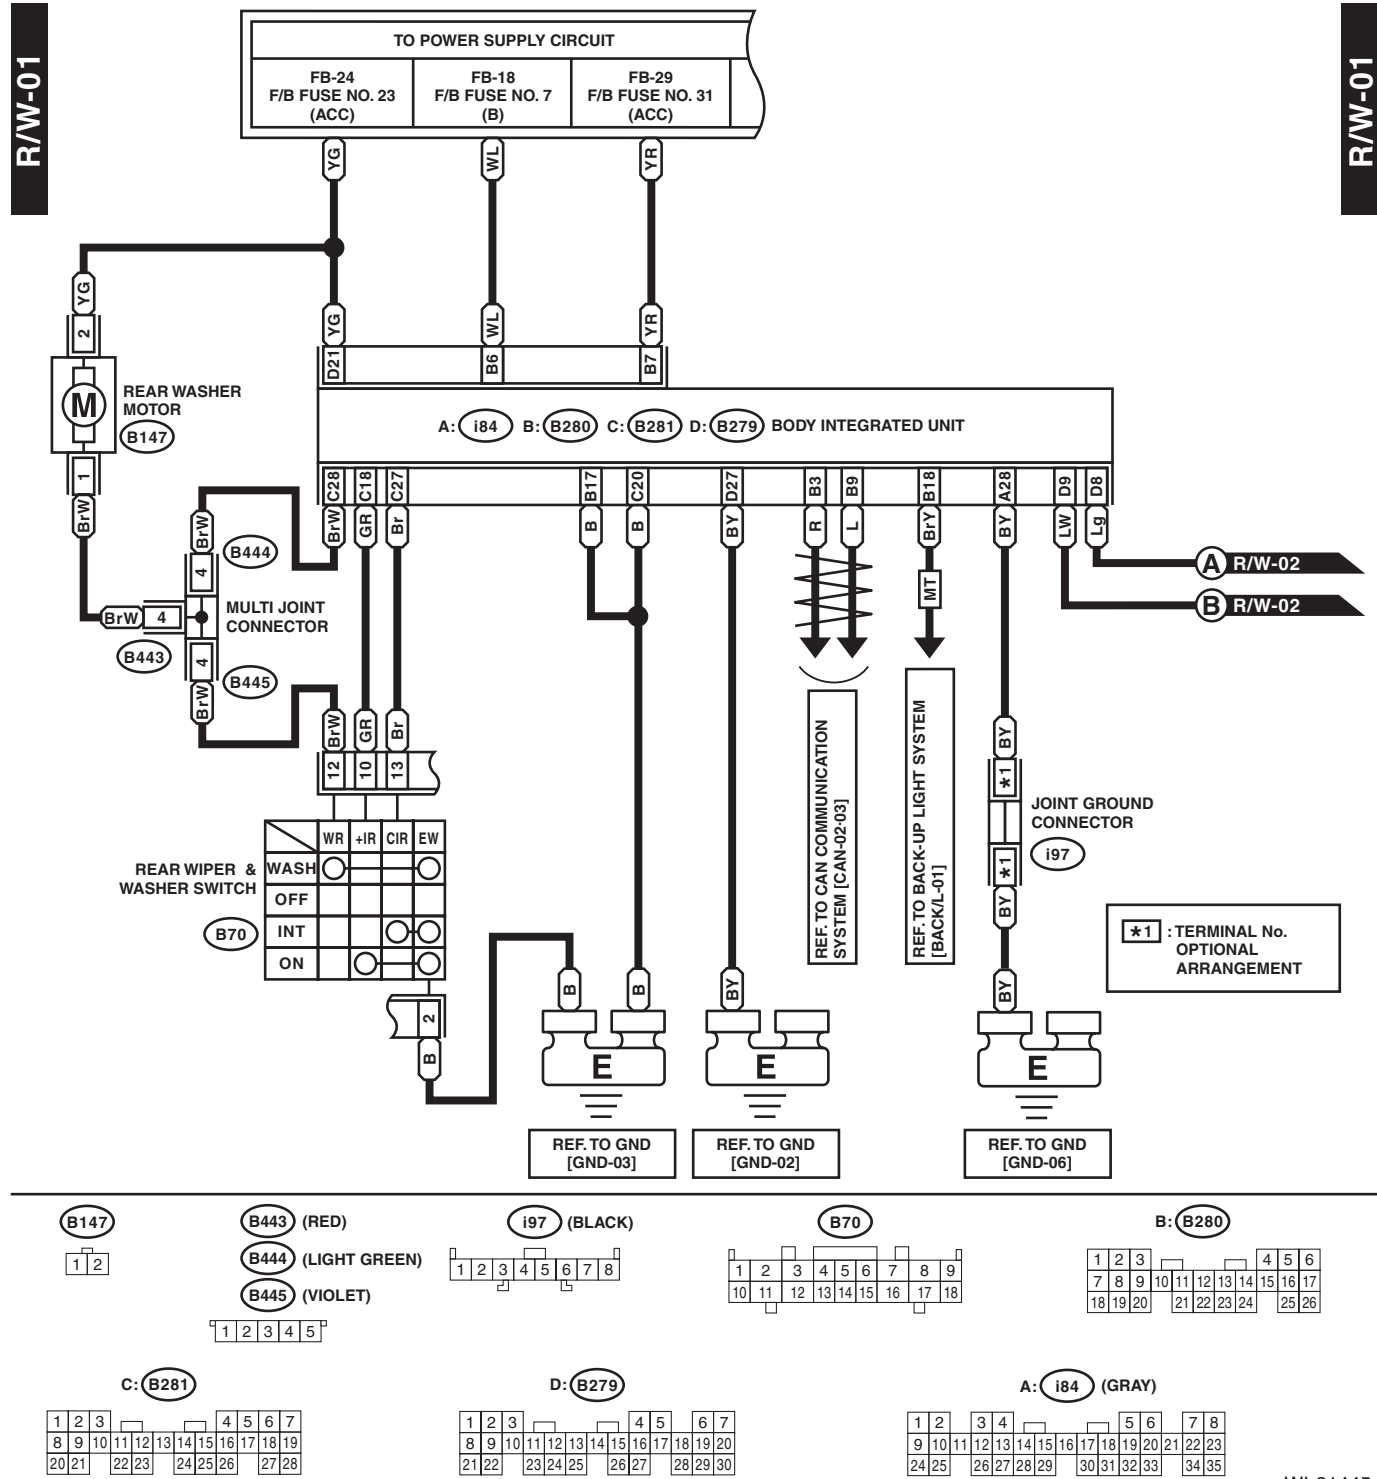 R/W-01
R/W-01
TO POWER SUPPLY CIRCUIT
FB-24
F/B FUSE NO. 23
(ACC)
FB-18
F/B FUSE NO. 7
(B)
FB-29
F/B FUSE NO. 31
(ACC)
YG
WL
YR
YG
2
YG
WL
YR
D21
B6
B7
M
REAR WASHER
MOTOR
B147
1
BrW
A: i84 B: B280 C: B281 D: B279 BODY INTEGRATED UNIT
C28
C18
C27
B17
C20
D27
B3
B9
B18
A28
D9
D8
BrW
GR
Br
B
B
BY
R
L
BrY
BY
LW
Lg
MT
A R/W-02
B R/W-02
BrW
4
B444
BrW 4
MULTI JOINT
CONNECTOR
B443
4
B445
BrW
BrW
GR
Br
12
10
13
WR +IR CIR EW
WASH
OFF
INT
ON
REAR WIPER &
WASHER SWITCH
B70
2
B
REF. TO CAN COMMUNICATION
SYSTEM [CAN-02·03]
REF. TO BACK-UP LIGHT SYSTEM
[BACK/L-01]
BY
*1
JOINT GROUND
CONNECTOR
i97
*1
BY
BY
*1 : TERMINAL No.
OPTIONAL
ARRANGEMENT
B
B
BY
E
E
E
REF. TO GND
[GND-03]
REF. TO GND
[GND-02]
REF. TO GND
[GND-06]
B147
1 2
B443 (RED)
B444 (LIGHT GREEN)
B445 (VIOLET)
1 2 3 4 5
i97 (BLACK)
1 2 3 4 5 6 7 8
B70
1 2 3 4 5 6 7 8 9
10 11 12 13 14 15 16 17 18
B: B280
1 2 3 4 5 6
7 8 9 10 11 12 13 14 15 16 17
18 19 20 21 22 23 24 25 26
C: B281
1 2 3 4 5 6 7
8 9 10 11 12 13 14 15 16 17 18 19
20 21 22 23 24 25 26 27 28
D: B279
1 2 3 4 5 6 7
8 9 10 11 12 13 14 15 16 17 18 19 20
21 22 23 24 25 26 27 28 29 30
A: i84 (GRAY)
1 2 3 4 5 6 7 8
9 10 11 12 13 14 15 16 17 18 19 20 21 22 23
24 25 26 27 28 29 30 31 32 33 34 35